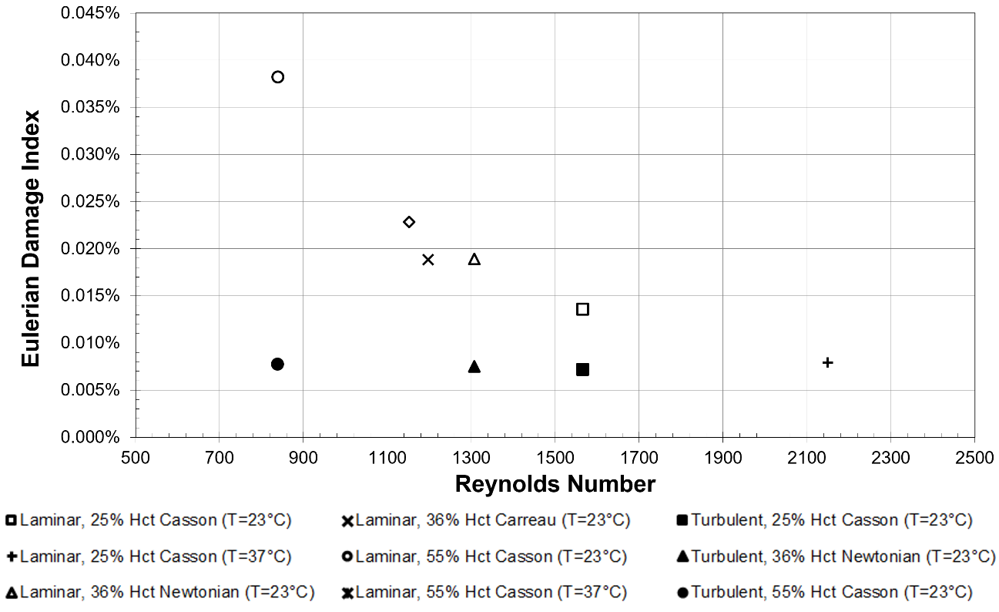 0.045%
0.040%
0.035%
0.030%
0.025%
0.020%
0.015%
0.010%
0.005%
0.000%
Eulerian Damage Index
500 700 900 1100 1300 1500 1700 1900 2100 2300 2500
Reynolds Number
Laminar, 25% Hct Casson (T=23°C) Laminar, 36% Hct Carreau (T=23°C) Turbulent, 25% Hct Casson (T=23°C)
Laminar, 25% Hct Casson (T=37°C) Laminar, 55% Hct Casson (T=23°C) Turbulent, 36% Hct Newtonian (T=23°C)
Laminar, 36% Hct Newtonian (T=23°C) Laminar, 55% Hct Casson (T=37°C) Turbulent, 55% Hct Casson (T=23°C)